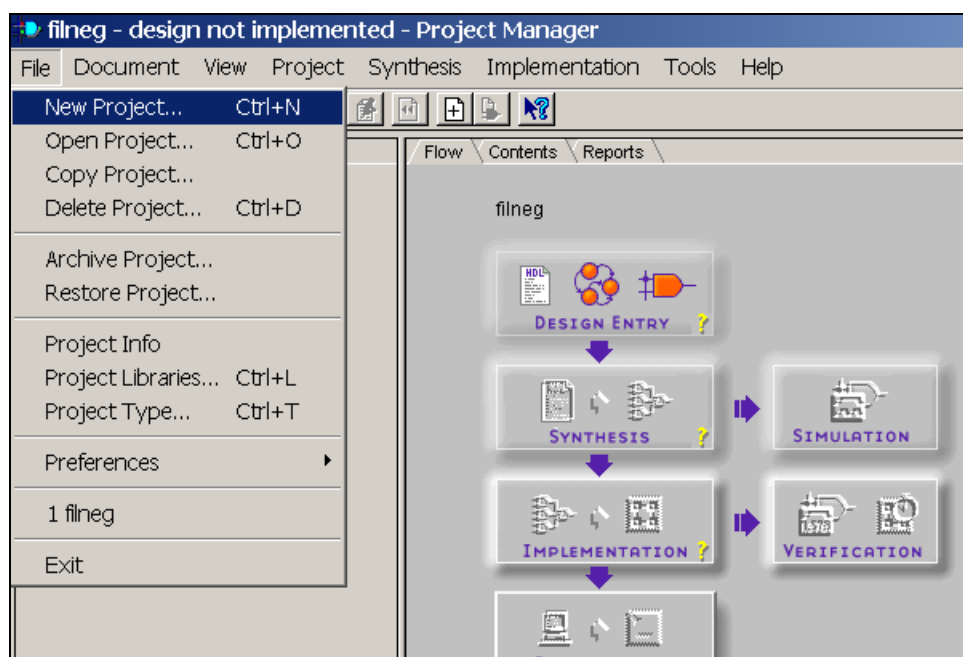 filneg - design not implemented - Project Manager
File Document View Project Synthesis Implementation Tools Help
New Project... Ctrl+N
Open Project... Ctrl+O
Copy Project...
Delete Project... Ctrl+D
Archive Project...
Restore Project...
Project Info
Project Libraries... Ctrl+L
Project Type... Ctrl+T
Preferences
1 filneg
Exit
Flow Contents Reports
filneg
HDL
DESIGN ENTRY ?
SYNTHESIS ?
SIMULATION
IMPLEMENTATION ?
VERIFICATION